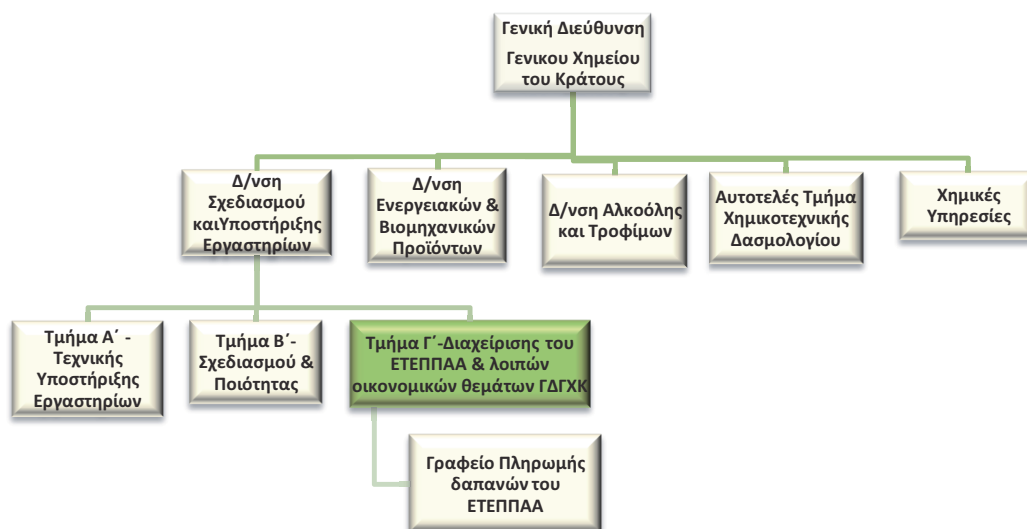 Γενική Διεύθυνση
Γενικου Χημείου
του Κράτους
Δ/νση
Σχεδιασμού
καιΥποστήριξης
Εργαστηρίων
Δ/νση
Ενεργειακών &
Βιομηχανικών
Προϊόντων
Δ/νση Αλκοόλης
και Τροφίμων
Αυτοτελές Τμήμα
Χημικοτεχνικής
Δασμολογίου
Χημικές
Υπηρεσίες
Τμήμα Α΄ -
Τεχνικής
Υποστήριξης
Εργαστηρίων
Τμήμα Β΄-
Σχεδιασμού &
Ποιότητας
Τμήμα Γ΄-Διαχείρισης του
ΕΤΕΠΠΑΑ & λοιπών
οικονομικών θεμάτων ΓΔΓΧΚ
Γραφείο Πληρωμής
δαπανών του
ΕΤΕΠΠΑΑ